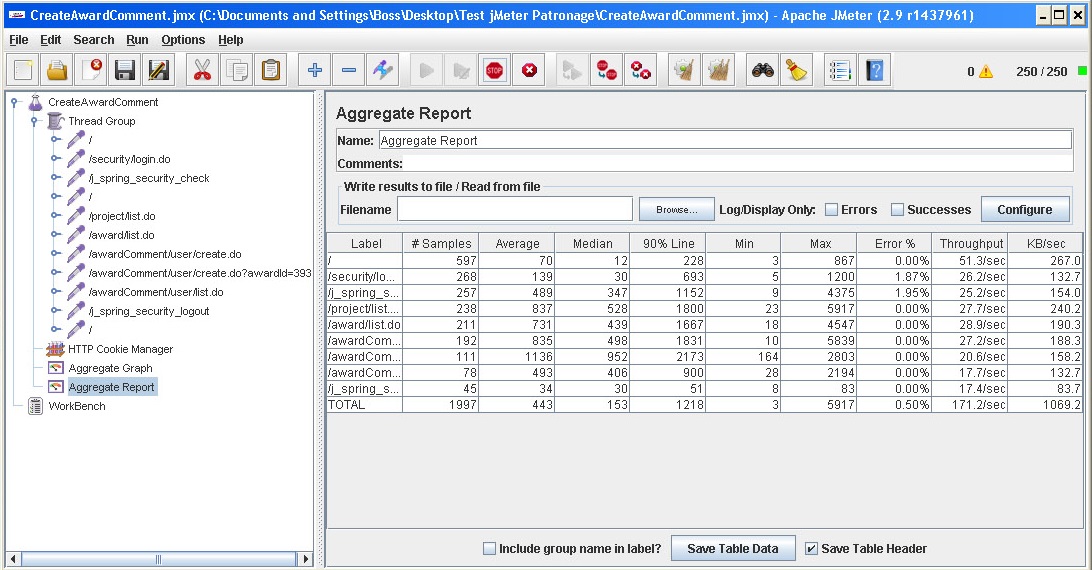 CreateAwardComment.jmx (C:\Documents and Settings\Boss\Desktop\Test jMeter Patronage\CreateAwardComment.jmx) - Apache JMeter (2.9 r1437961)
File Edit Search Run Options Help
STOP 0 250 / 250
CreateAwardComment
Thread Group
/
/security/login.do
/j_spring_security_check
/
/project/list.do
/award/list.do
/awardComment/user/create.do
/awardComment/user/create.do?awardId=393
/awardComment/user/list.do
/j_spring_security_logout
/
HTTP Cookie Manager
Aggregate Graph
Aggregate Report
WorkBench
Aggregate Report
Name: Aggregate Report
Comments:
Write results to file / Read from file
Filename Browse... Log/Display Only: Errors Successes Configure
Label # Samples Average Median 90% Line Min Max Error % Throughput KB/sec
/ 597 70 12 228 3 867 0.00% 51.3/sec 267.0
/security/lo... 268 139 30 693 5 1200 1.87% 26.2/sec 132.7
/j_spring_s... 257 489 347 1152 9 4375 1.95% 25.2/sec 154.0
/project/list.... 238 837 528 1800 23 5917 0.00% 27.7/sec 240.2
/award/list.do 211 731 439 1667 18 4547 0.00% 28.9/sec 190.3
/awardCom... 192 835 498 1831 10 5839 0.00% 27.2/sec 188.3
/awardCom... 111 1136 952 2173 164 2803 0.00% 20.6/sec 158.2
/awardCom... 78 493 406 900 28 2194 0.00% 17.7/sec 132.7
/j_spring_s... 45 34 30 51 8 83 0.00% 17.4/sec 83.7
TOTAL 1997 443 153 1218 3 5917 0.50% 171.2/sec 1069.2
Include group name in label? Save Table Data Save Table Header